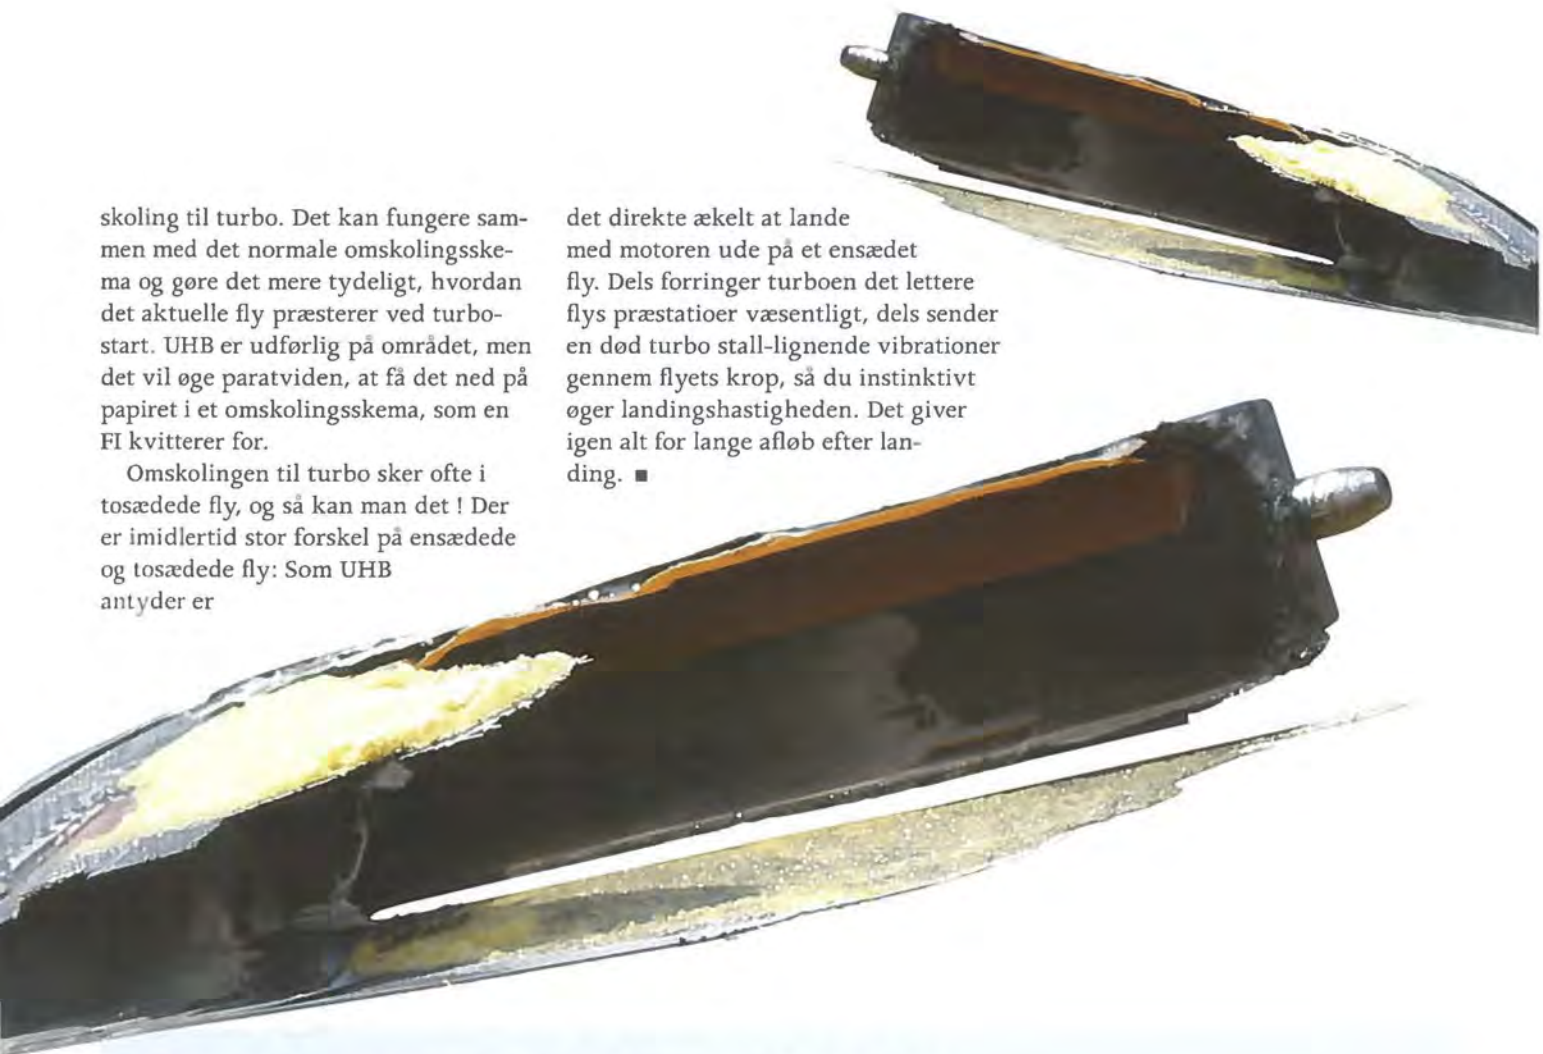 skoling til turbo. Det kan fungere sam-
men med det normale omskolingsske-
ma og gøre det mere tydeligt, hvordan
det aktuelle fly præsterer ved turbo-
start. UHB er udførlig på området, men
det vil øge paratviden, at få det ned på
papiret i et omskolingsskema, som en
FI kvitterer for.
Omskolingen til turbo sker ofte i
tosædede fly, og så kan man det ! Der
er imidlertid stor forskel på ensædede
og tosædede fly: Som UHB
antyder er
det direkte ækelt at lande
med motoren ude på et ensædet
fly. Dels forringer turboen det lettere
flys præstatioer væsentligt, dels sender
en død turbo stall-lignende vibrationer
gennem flyets krop, så du instinktivt
øger landingshastigheden. Det giver
igen alt for lange afløb efter lan-
ding. ■